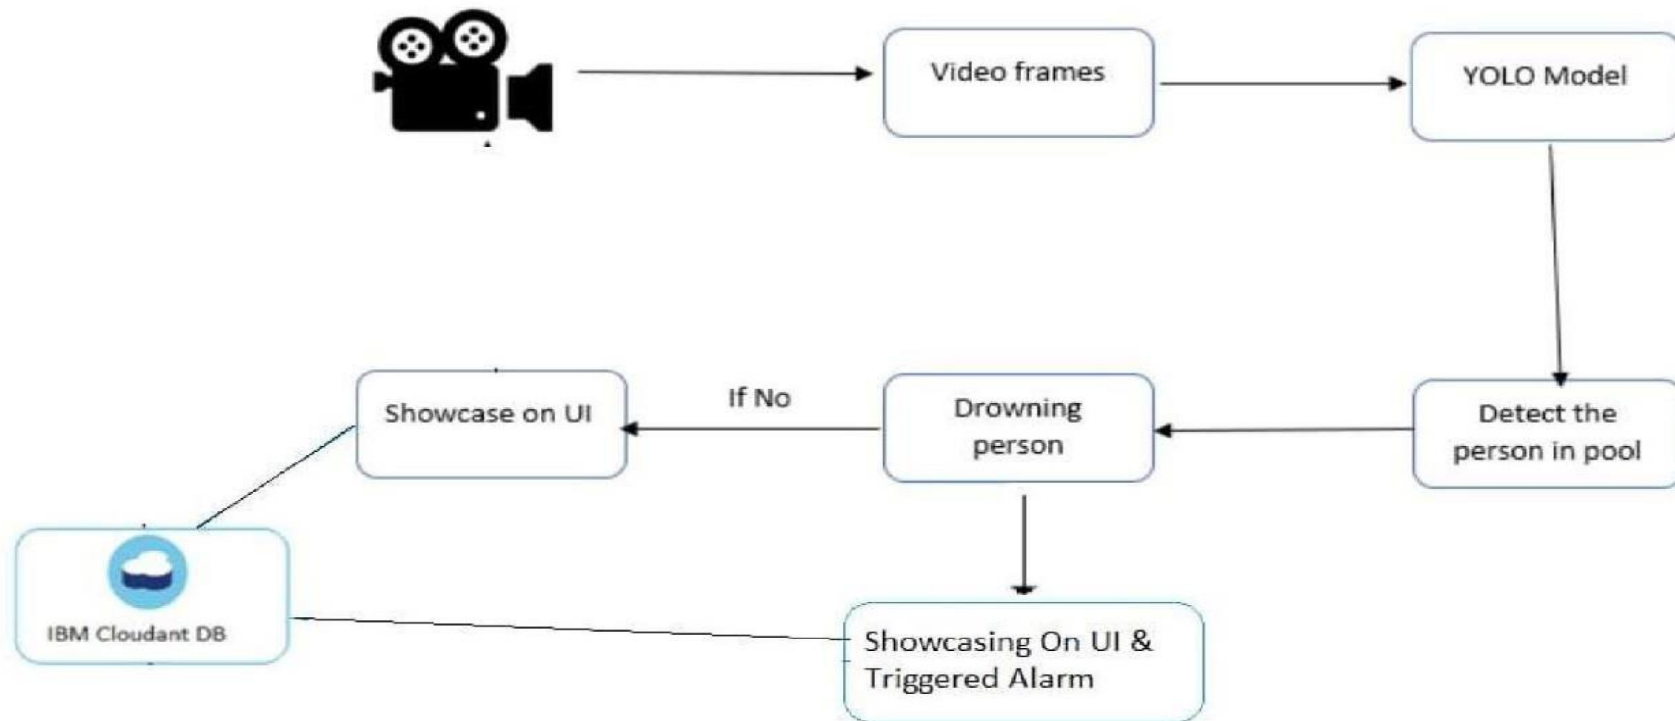 Video frames
YOLO Model
Showcase on UI
If No
Drowning
person
Detect the
person in pool
IBM Cloudant DB
Showcasing On UI &
Triggered Alarm